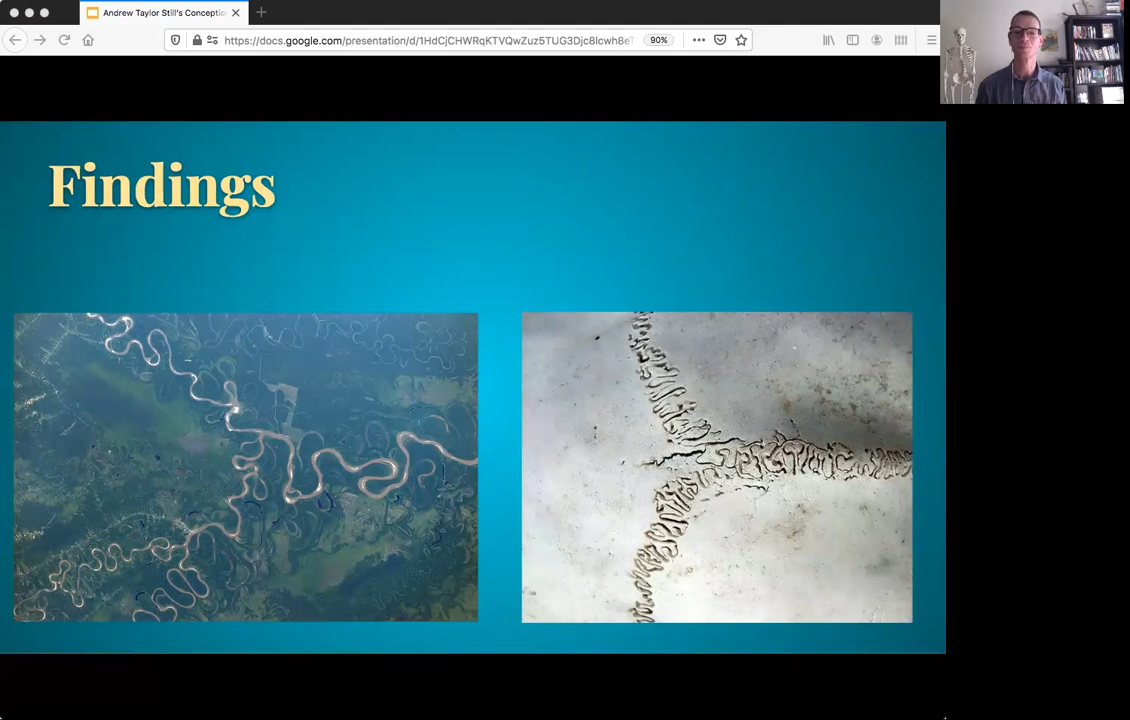 Andrew Taylor Still's Conceptio
https://docs.google.com/presentation/d/1HdCjCHWRqKTVQwZuz5TUG3Djc8lcwh8eT
90%
Findings